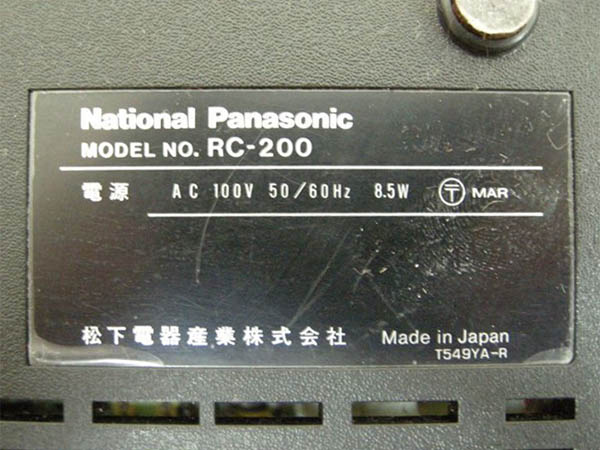 National Panasonic
MODEL NO. RC-200
電源 AC 100V 50/60Hz 8.5W 〒 MAR
松下電器産業株式会社 Made in Japan
T549YA-R